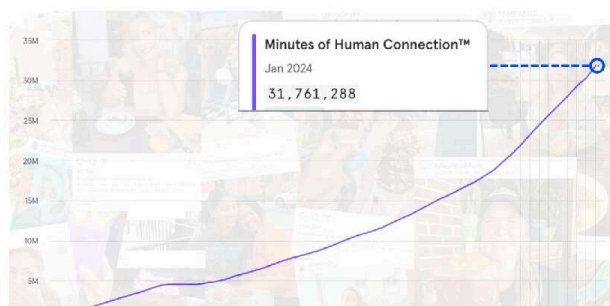 35M
Minutes of Human Connection™
Jan 2024
31,761,288
30M
25M
20M
15M
10M
5M